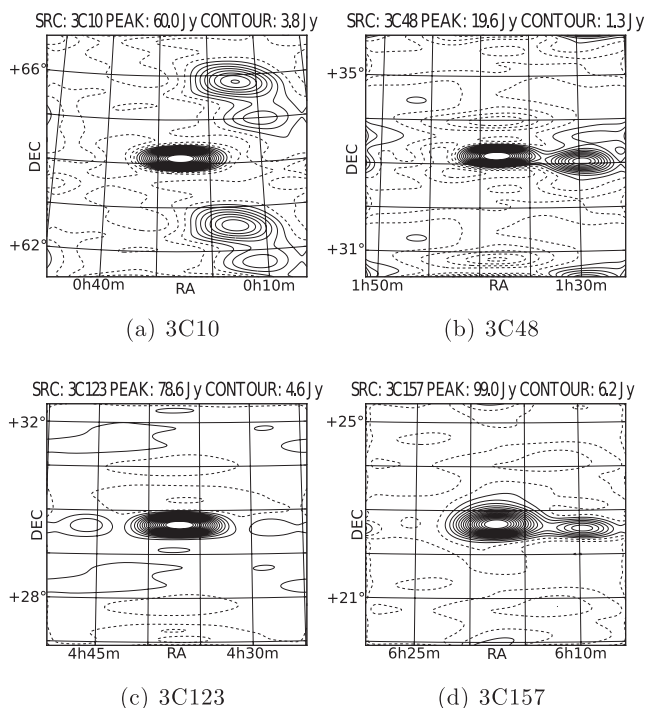 SRC: 3C10 PEAK: 60.0 Jy CONTOUR: 3.8 Jy
+66°
DEC
+62°
0h40m RA 0h10m
(a) 3C10
SRC: 3C48 PEAK: 19.6 Jy CONTOUR: 1.3 Jy
+35°
DEC
+31°
1h50m RA 1h30m
(b) 3C48
SRC: 3C123 PEAK: 78.6 Jy CONTOUR: 4.6 Jy
+32°
DEC
+28°
4h45m RA 4h30m
(c) 3C123
SRC: 3C157 PEAK: 99.0 Jy CONTOUR: 6.2 Jy
+25°
DEC
+21°
6h25m RA 6h10m
(d) 3C157